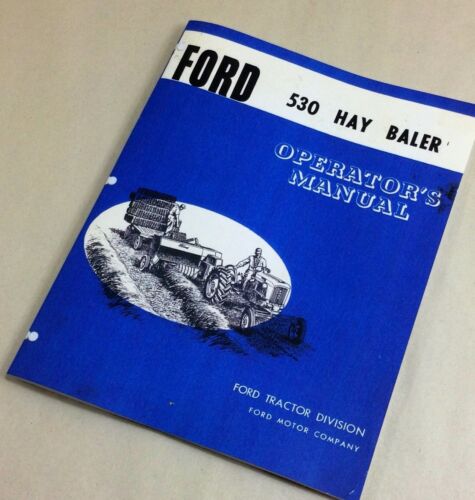 FORD 530 HAY BALER
OPERATOR'S
MANUAL
FORD TRACTOR DIVISION
FORD MOTOR COMPANY